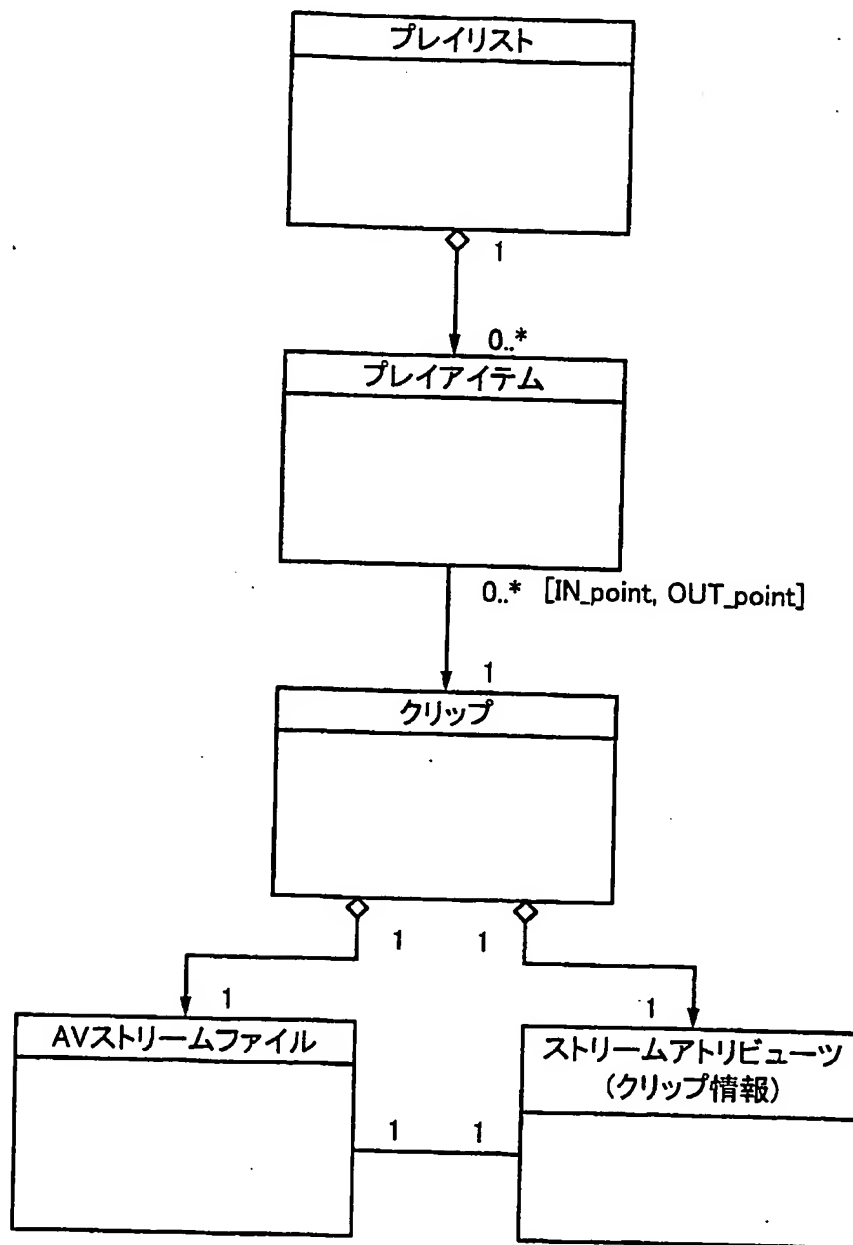 プレイリスト
1
0..*
プレイアイテム
0..* [IN_point, OUT_point]
1
クリップ
1 1
1 1
AVストリームファイル
ストリームアトリビューツ
(クリップ情報)
1 1